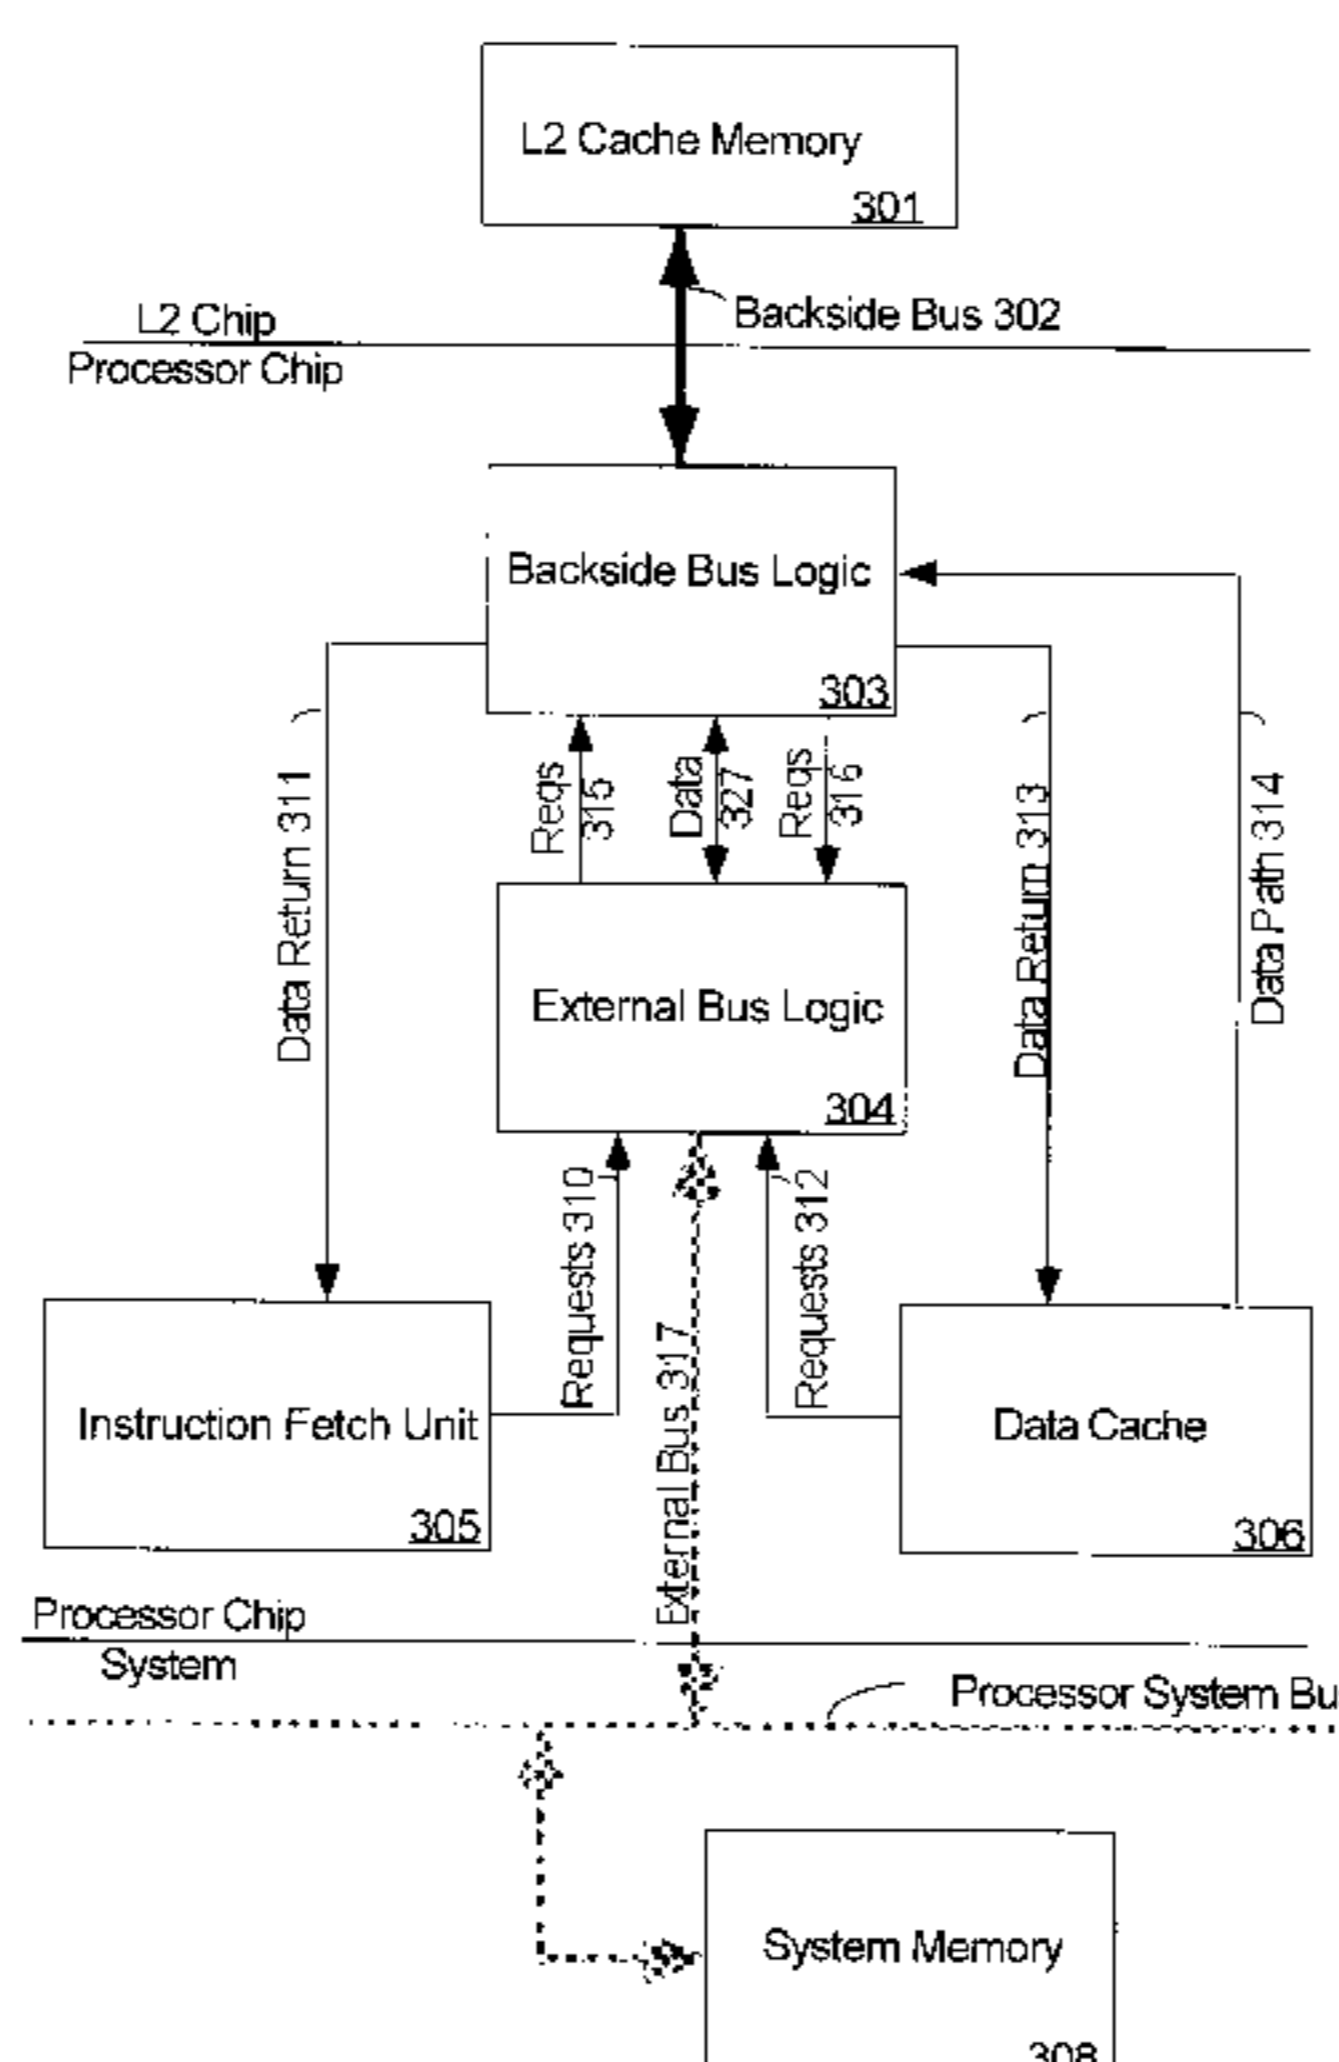 L2 Cache Memory
301
Backside Bus 302
L2 Chip
Processor Chip
Backside Bus Logic
303
Reqs
315
Data
327
Reqs
316
Data Return 311
Data Return 313
Data Path 314
External Bus Logic
304
Requests 310
Requests 312
External Bus 317
Instruction Fetch Unit
305
Data Cache
306
Processor Chip
System
Processor System Bu
System Memory
308